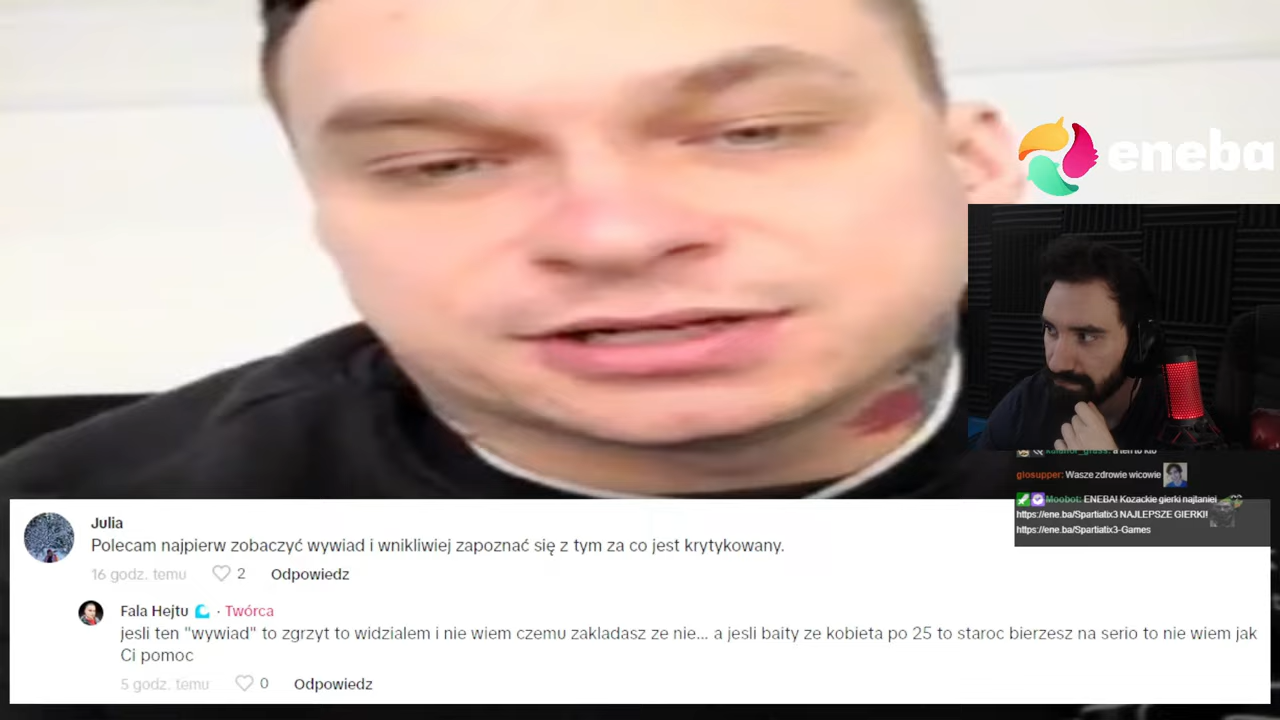 eneba
a ten to kto
glosupper: Wasze zdrowie wicowie
Moobot: ENEBA! Kozackie gierki najtaniej
https://ene.ba/Spartiatix3 NAJLEPSZE GIERKI!
https://ene.ba/Spartiatix3-Games
Julia
Polecam najpierw zobaczyć wywiad i wnikliwiej zapoznać się z tym za co jest krytykowany.
16 godz. temu 2 Odpowiedz
Fala Hejtu · Twórca
jesli ten "wywiad" to zgrzyt to widzialem i nie wiem czemu zakladasz ze nie... a jesli baity ze kobieta po 25 to staroc bierzesz na serio to nie wiem jak
Ci pomoc
5 godz. temu 0 Odpowiedz